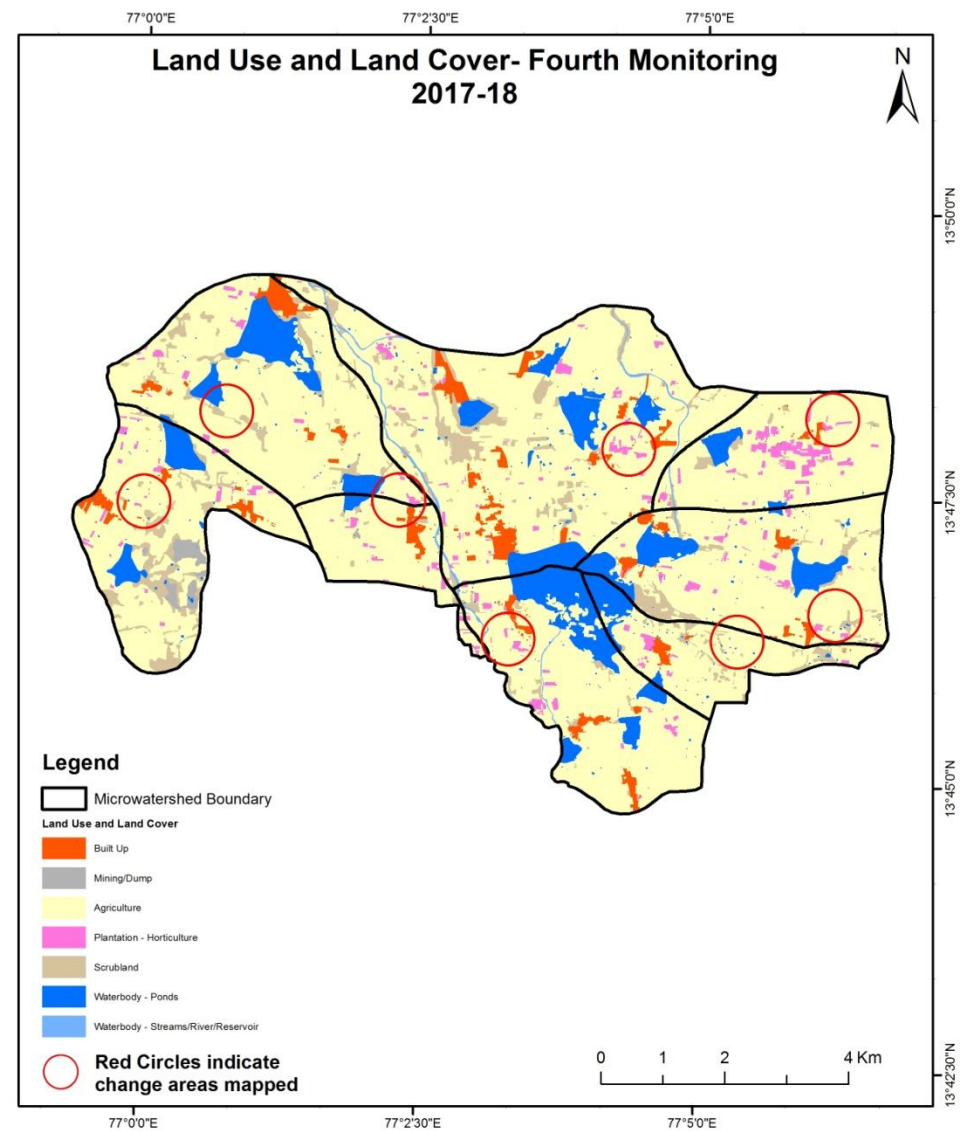 77°0'0"E 77°2'30"E 77°5'0"E
Land Use and Land Cover- Fourth Monitoring
2017-18
N
13°50'0"N
13°47'30"N
13°45'0"N
13°42'30"N
Legend
Microwatershed Boundary
Land Use and Land Cover
Built Up
Mining/Dump
Agriculture
Plantation - Horticulture
Scrubland
Waterbody - Ponds
Waterbody - Streams/River/Reservoir
Red Circles indicate
change areas mapped
0 1 2 4 Km
77°0'0"E 77°2'30"E 77°5'0"E